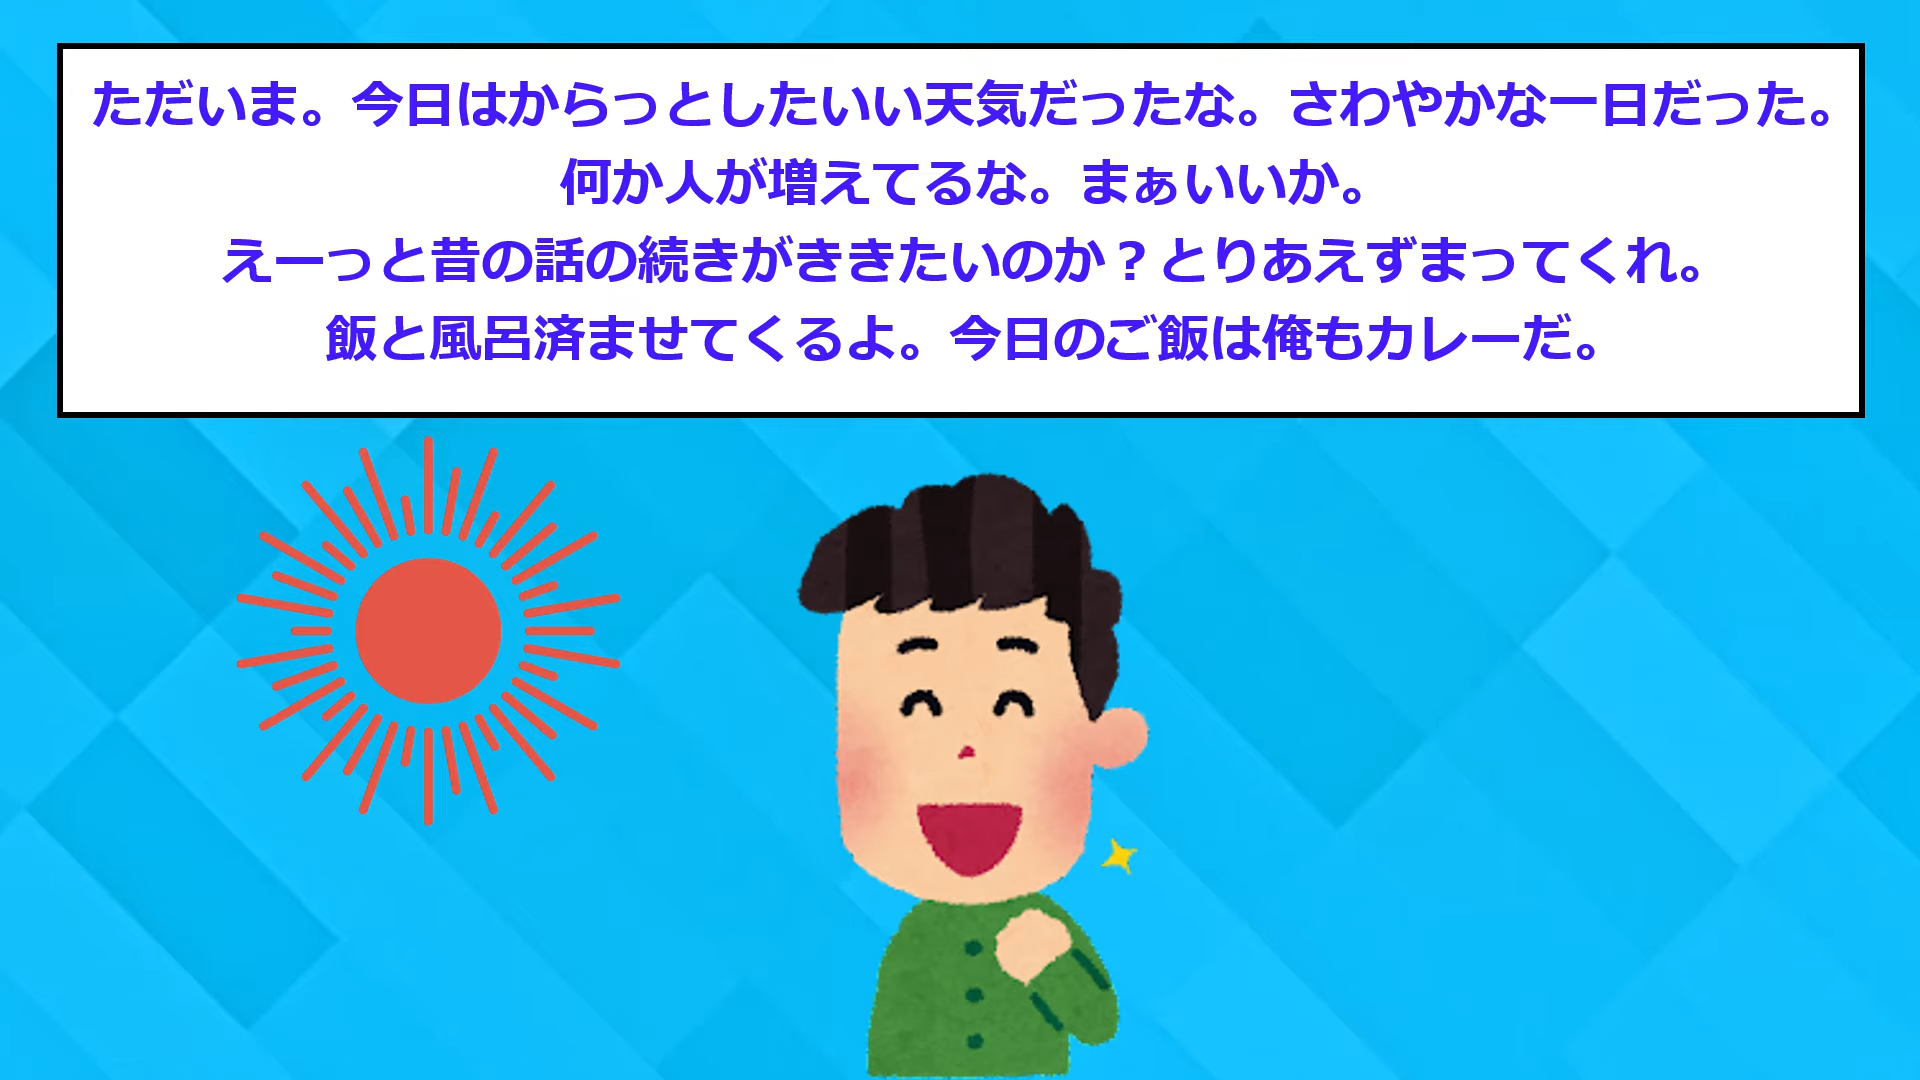 ただいま。今日はからっとしたいい天気だったな。さわやかな一日だった。
何か人が増えてるな。まぁいいか。
えーっと昔の話の続きがききたいのか？とりあえずまってくれ。
飯と風呂済ませてくるよ。今日のご飯は俺もカレーだ。